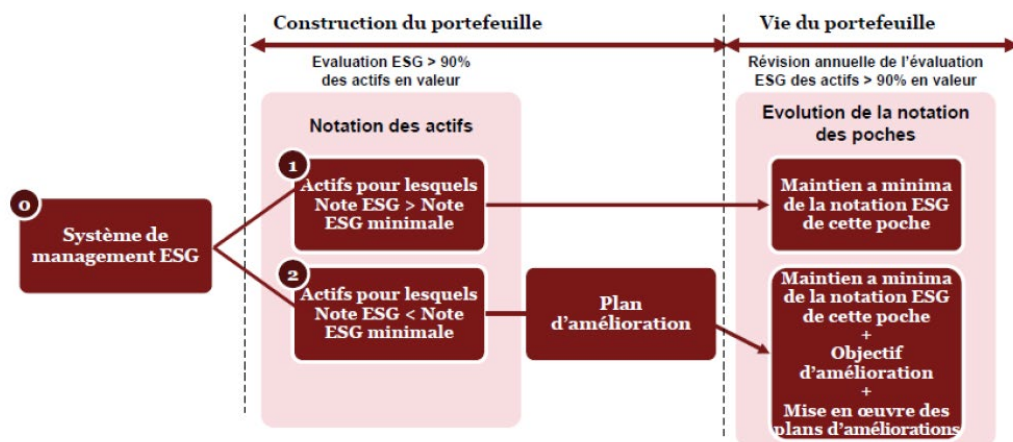 Construction du portefeuille
Vie du portefeuille
Evaluation ESG > 90%
des actifs en valeur
Révision annuelle de l'évaluation
ESG des actifs > 90% en valeur
Notation des actifs
Evolution de la notation
des poches
0
Système de
management ESG
1
Actifs pour lesquels
Note ESG > Note
ESG minimale
Maintien a minima
de la notation ESG
de cette poche
2
Actifs pour lesquels
Note ESG < Note
ESG minimale
Plan
d'amélioration
Maintien a minima
de la notation ESG
de cette poche
+
Objectif
d'amélioration
+
Mise en œuvre des
plans d'améliorations